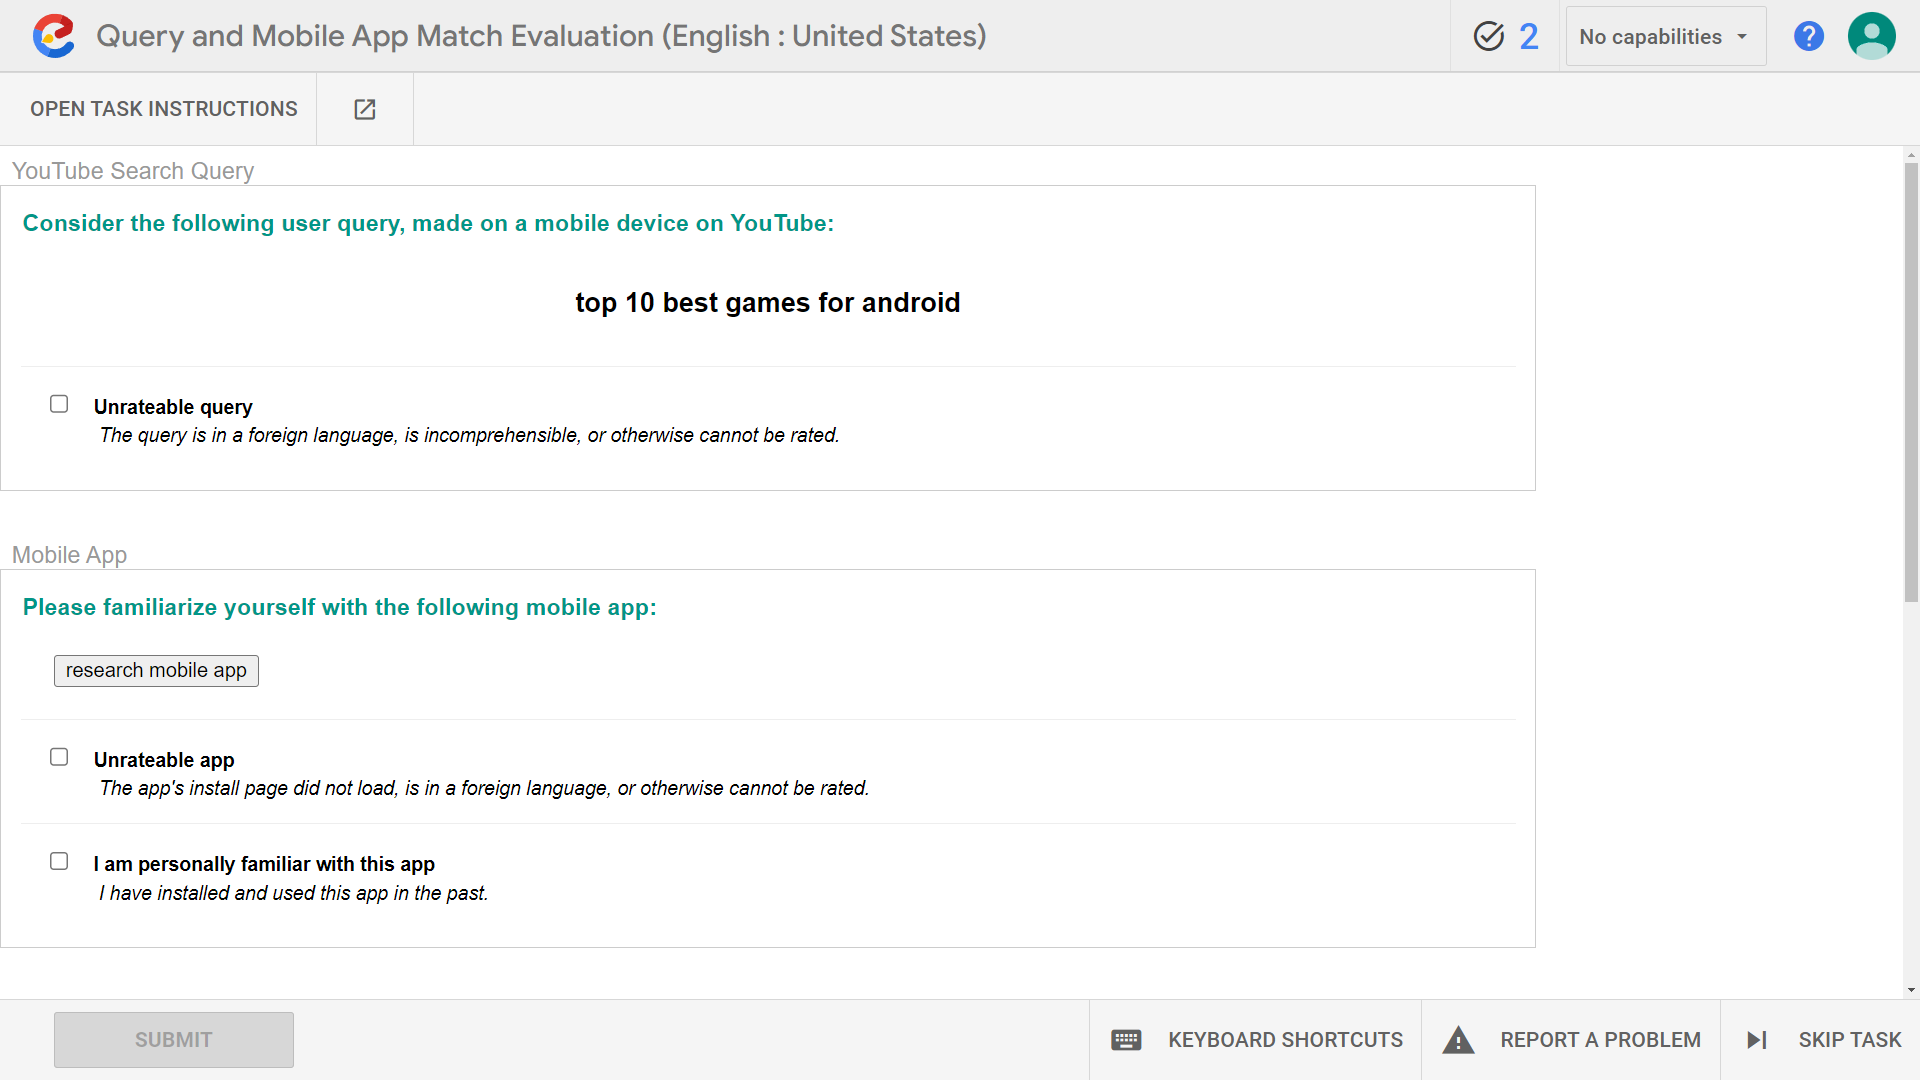 Query and Mobile App Match Evaluation (English : United States)
2
No capabilities
?
OPEN TASK INSTRUCTIONS
YouTube Search Query
Consider the following user query, made on a mobile device on YouTube:
top 10 best games for android
Unrateable query
The query is in a foreign language, is incomprehensible, or otherwise cannot be rated.
Mobile App
Please familiarize yourself with the following mobile app:
research mobile app
Unrateable app
The app's install page did not load, is in a foreign language, or otherwise cannot be rated.
I am personally familiar with this app
I have installed and used this app in the past.
SUBMIT
KEYBOARD SHORTCUTS
REPORT A PROBLEM
SKIP TASK